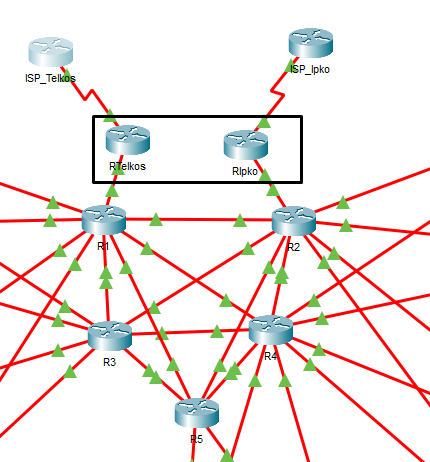 ISP_Telkos
ISP_Ipko
RTelkos
RIpko
R1
R2
R3
R4
R5